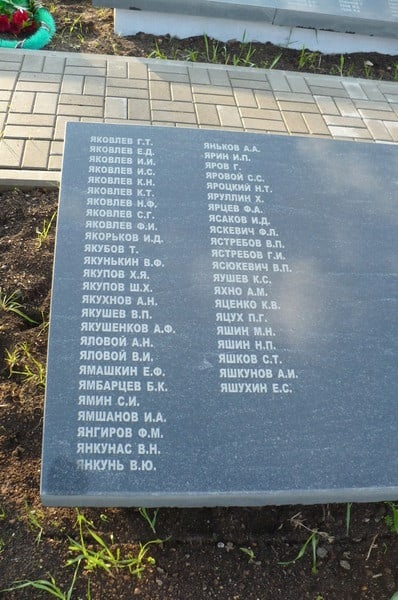 ЯКОВЛЕВ Г.Т.
ЯКОВЛЕВ Е.Д.
ЯКОВЛЕВ И.И.
ЯКОВЛЕВ И.С.
ЯКОВЛЕВ К.Н.
ЯКОВЛЕВ К.Т.
ЯКОВЛЕВ Н.Ф.
ЯКОВЛЕВ С.Г.
ЯКОВЛЕВ Ф.И.
ЯКОРЬКОВ И.Д.
ЯКУБОВ Т.
ЯКУНЬКИН В.Ф.
ЯКУПОВ Х.Я.
ЯКУПОВ Ш.Х.
ЯКУХНОВ А.Н.
ЯКУШЕВ В.П.
ЯКУШЕНКОВ А.Ф.
ЯЛОВОЙ А.Н.
ЯЛОВОЙ В.И.
ЯМАШКИН Е.Ф.
ЯМБАРЦЕВ Б.К.
ЯМИН С.И.
ЯМШАНОВ И.А.
ЯНГИРОВ Ф.М.
ЯНКУНАС В.Н.
ЯНКУНЬ В.Ю.
ЯНЬКОВ А.А.
ЯРИН И.П.
ЯРОВ Г.
ЯРОВОЙ С.С.
ЯРОЦКИЙ Н.Т.
ЯРУЛЛИН Х.
ЯРЦЕВ Ф.А.
ЯСАКОВ И.Д.
ЯСКЕВИЧ Ф.Л.
ЯСТРЕБОВ В.П.
ЯСТРЕБОВ Г.И.
ЯСЮКЕВИЧ В.П.
ЯУШЕВ К.С.
ЯХНО А.М.
ЯЦЕНКО К.В.
ЯЦУХ П.Г.
ЯШИН М.Н.
ЯШИН Н.П.
ЯШКОВ С.Т.
ЯШКУНОВ А.И.
ЯШУХИН Е.С.